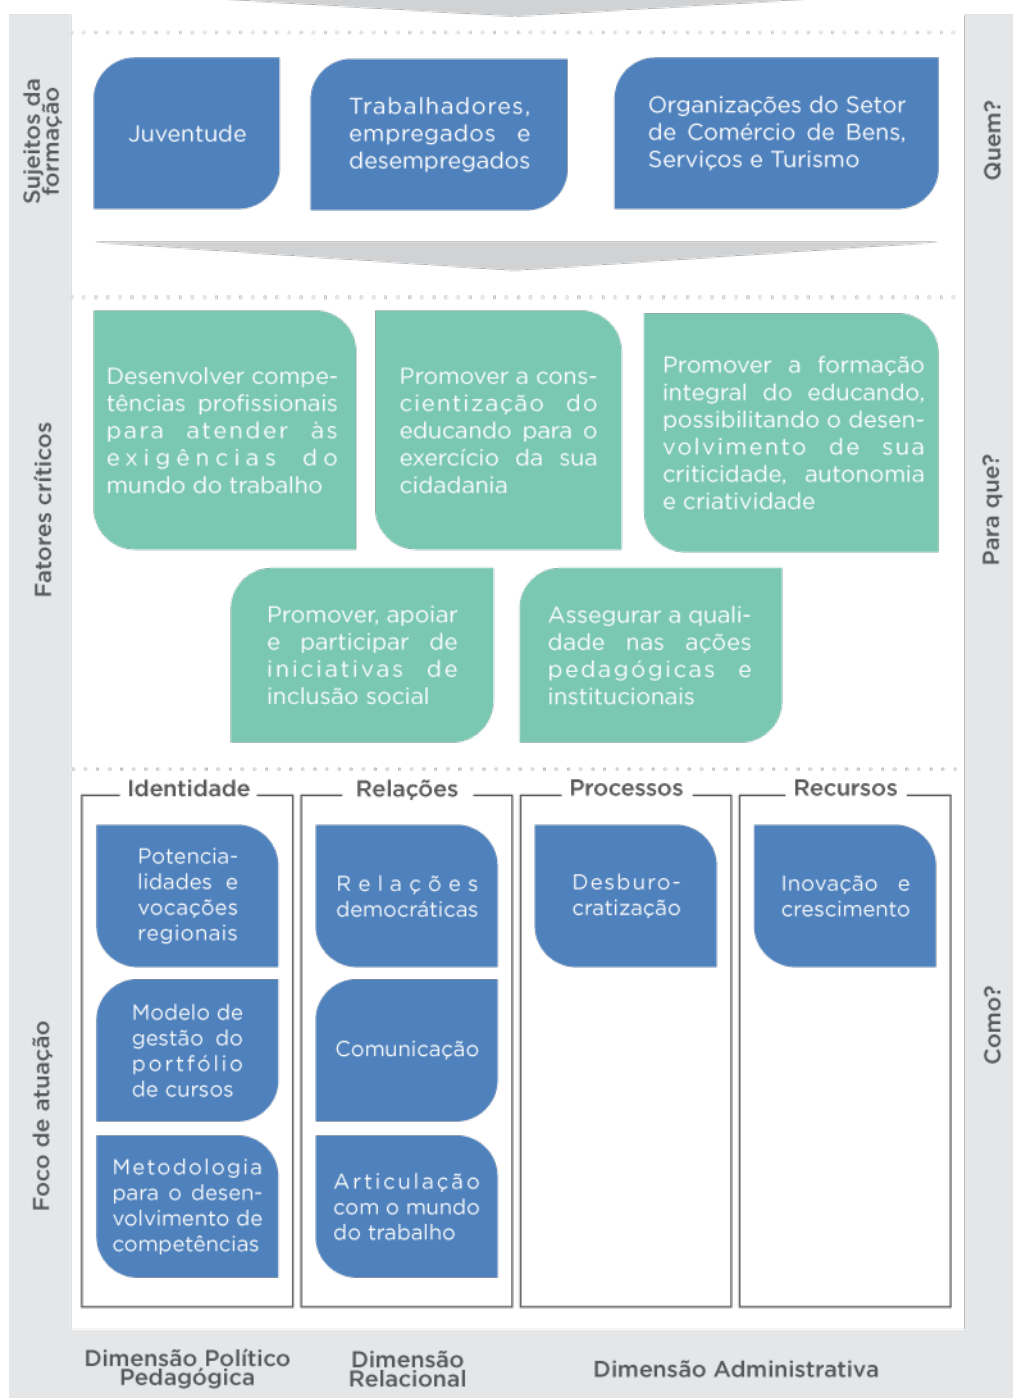 Sujeitos da
formação
Juventude
Trabalhadores,
empregados e
desempregados
Organizações do Setor
de Comércio de Bens,
Serviços e Turismo
Quem?
Fatores críticos
Desenvolver compe-
tências profissionais
para atender às
exigências do
mundo do trabalho
Promover a cons-
cientização do
educando para o
exercício da sua
cidadania
Promover a formação
integral do educando,
possibilitando o desen-
volvimento de sua
criticidade, autonomia
e criatividade
Promover, apoiar
e participar de
iniciativas de
inclusão social
Assegurar a quali-
dade nas ações
pedagógicas e
institucionais
Para que?
Foco de atuação
Identidade
Potencia-
lidades e
vocações
regionais
Modelo de
gestão do
portfólio
de cursos
Metodologia
para o desen-
volvimento de
competências
Relações
Relações
democráticas
Comunicação
Articulação
com o mundo
do trabalho
Processos
Desburo-
cratização
Recursos
Inovação e
crescimento
Como?
Dimensão Político
Pedagógica
Dimensão
Relacional
Dimensão Administrativa